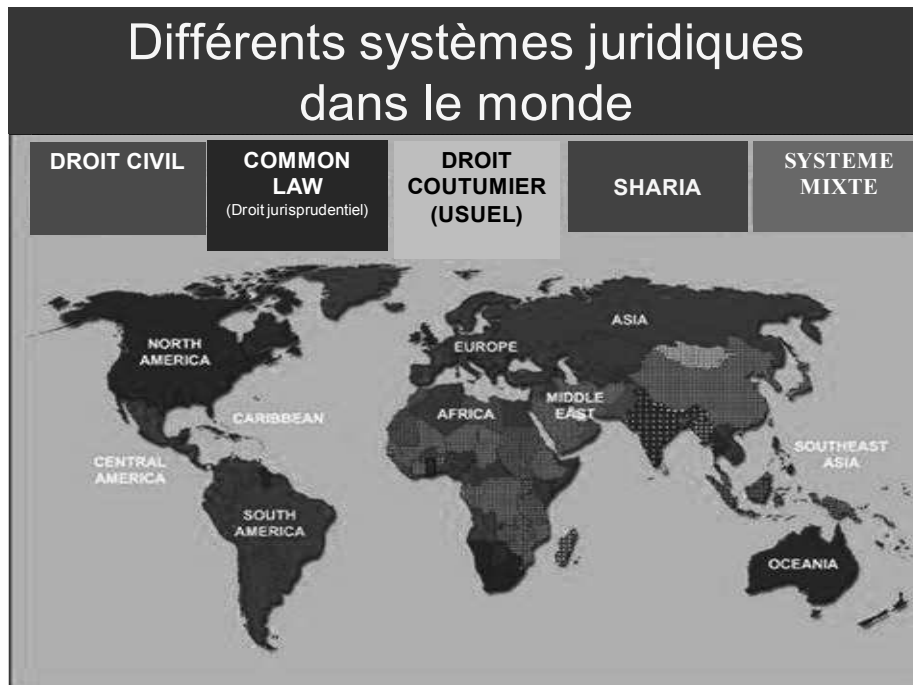 Différents systèmes juridiques
dans le monde
DROIT CIVIL
COMMON
LAW
(Droit jurisprudentiel)
DROIT
COUTUMIER
(USUEL)
SHARIA
SYSTEME
MIXTE
NORTH
AMERICA
CARIBBEAN
CENTRAL
AMERICA
SOUTH
AMERICA
EUROPE
ASIA
AFRICA
MIDDLE
EAST
SOUTHEAST
ASIA
OCEANIA